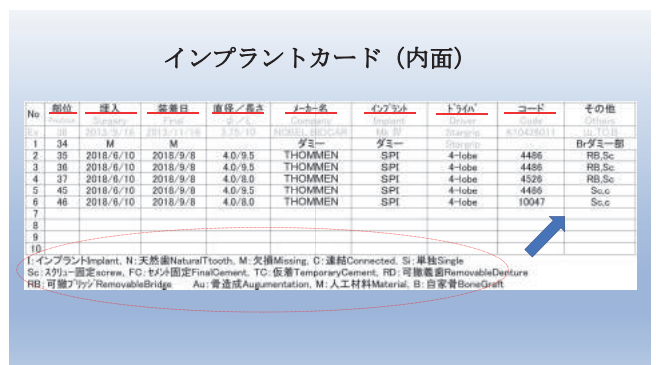 インプラントカード（内面）
No 部位 埋入 装着日 直径／長さ メーカー名 インプラント ドライバ コード その他
Position Surgery Final φ／L Company Implant Driver Code Others
Ex 36 2013/9/16 2013/11/16 3.75/10 NOBEL BIOCAR Mk Ⅲ Stargrip
1 34 M M ダミー ダミー Stargrip Brダミー部
2 35 2018/6/10 2018/9/8 4.0/9.5 THOMMEN SPI 4-lobe 4486 RB,Sc
3 36 2018/6/10 2018/9/8 4.0/9.5 THOMMEN SPI 4-lobe 4486 RB,Sc
4 37 2018/6/10 2018/9/8 4.0/8.0 THOMMEN SPI 4-lobe 4526 RB,Sc
5 45 2018/6/10 2018/9/8 4.0/9.5 THOMMEN SPI 4-lobe 4486 Sc,c
6 46 2018/6/10 2018/9/8 4.0/8.0 THOMMEN SPI 4-lobe 10047 Sc,c
7
8
9
10
I：インプラントImplant, N：天然歯NaturalTtooth, M：欠損Missing, C：連結Connected, Si：単独Single
Sc：スクリュー固定screw, FC：セメント固定FinalCement, TC：仮着TemporaryCement, RD：可撤義歯RemovableDenture
RB：可撤ブリッジRemovableBridge Au：骨造成Augumentation, M：人工材料Material, B：自家骨BoneGraft